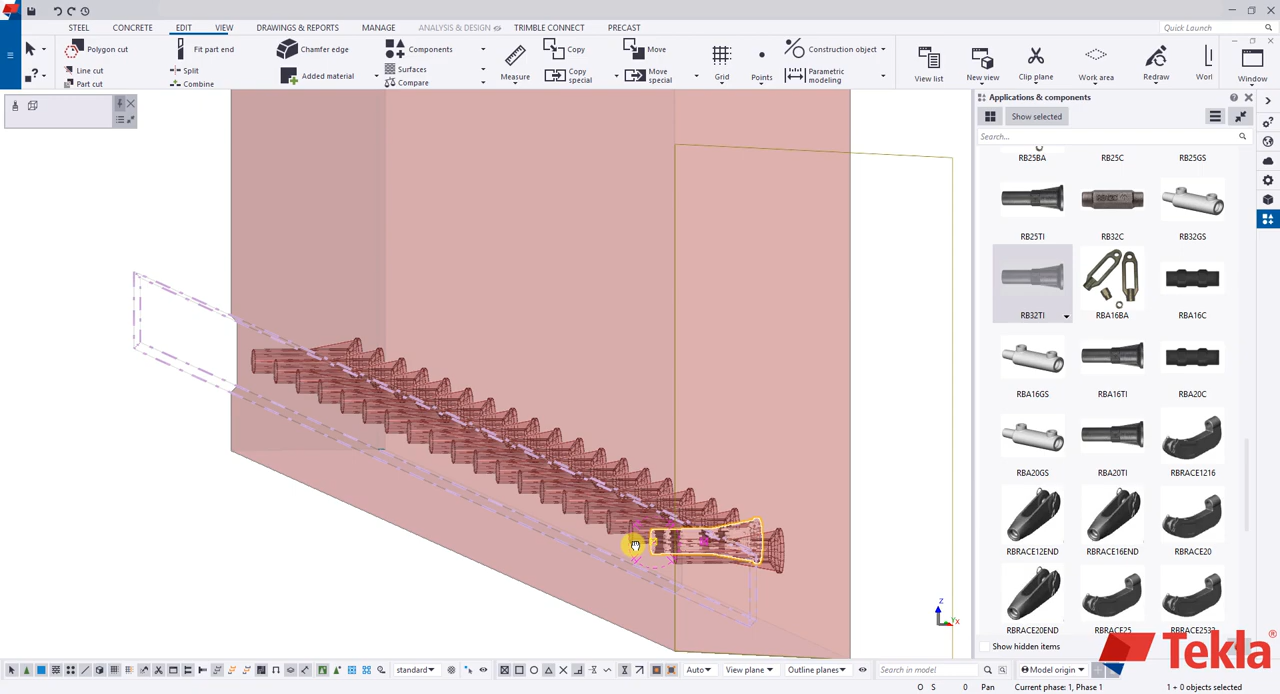 STEEL CONCRETE EDIT VIEW DRAWINGS & REPORTS MANAGE ANALYSIS & DESIGN TRIMBLE CONNECT PRECAST Quick Launch
Polygon cut
Line cut
Part cut
Fit part end
Split
Combine
Chamfer edge
Added material
Components
Surfaces
Compare
Measure
Copy
Copy special
Move
Move special
Grid
Points
Construction object
Parametric modeling
View list
New view
Clip plane
Work area
Redraw
Worl
Window
Applications & components
Show selected
Search...
RB25BA RB25C RB25GS
RB25TI RB32C RB32GS
RB32TI RBA16BA RBA16C
RBA16GS RBA16TI RBA20C
RBA20GS RBA20TI RBRACE1216
RBRACE12END RBRACE16END RBRACE20
RBRACE20END RBRACE25 RBRACE2532
Show hidden items
Z
x
Tekla®
standard Auto View plane Outline planes Search in model Model origin
O S 0 Pan Current phase: 1, Phase 1 1 + 0 objects selected